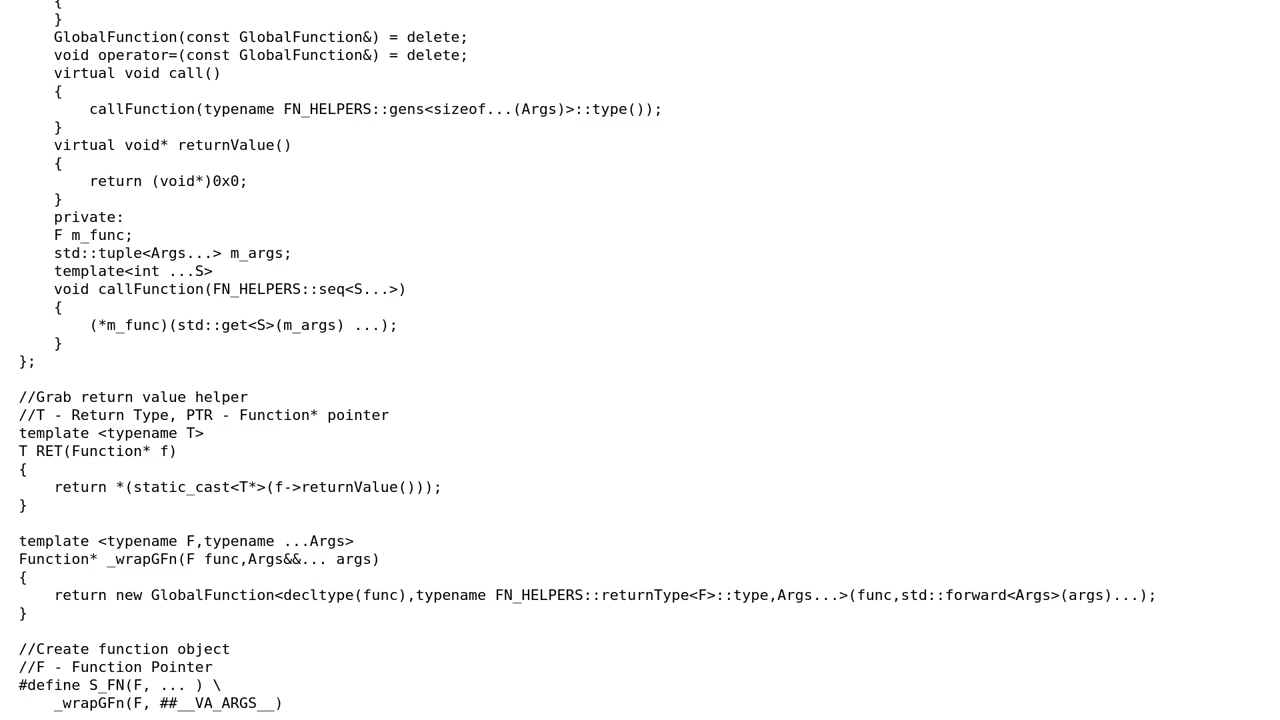 {
    }
    GlobalFunction(const GlobalFunction&) = delete;
    void operator=(const GlobalFunction&) = delete;
    virtual void call()
    {
        callFunction(typename FN_HELPERS::gens<sizeof...(Args)>::type());
    }
    virtual void* returnValue()
    {
        return (void*)0x0;
    }
    private:
    F m_func;
    std::tuple<Args...> m_args;
    template<int ...S>
    void callFunction(FN_HELPERS::seq<S...>)
    {
        (*m_func)(std::get<S>(m_args) ...);
    }
};

//Grab return value helper
//T - Return Type, PTR - Function* pointer
template <typename T>
T RET(Function* f)
{
    return *(static_cast<T*>(f->returnValue()));
}

template <typename F,typename ...Args>
Function* _wrapGFn(F func,Args&&... args)
{
    return new GlobalFunction<decltype(func),typename FN_HELPERS::returnType<F>::type,Args...>(func,std::forward<Args>(args)...);
}

//Create function object
//F - Function Pointer
#define S_FN(F, ... ) \
    _wrapGFn(F, ##__VA_ARGS__)